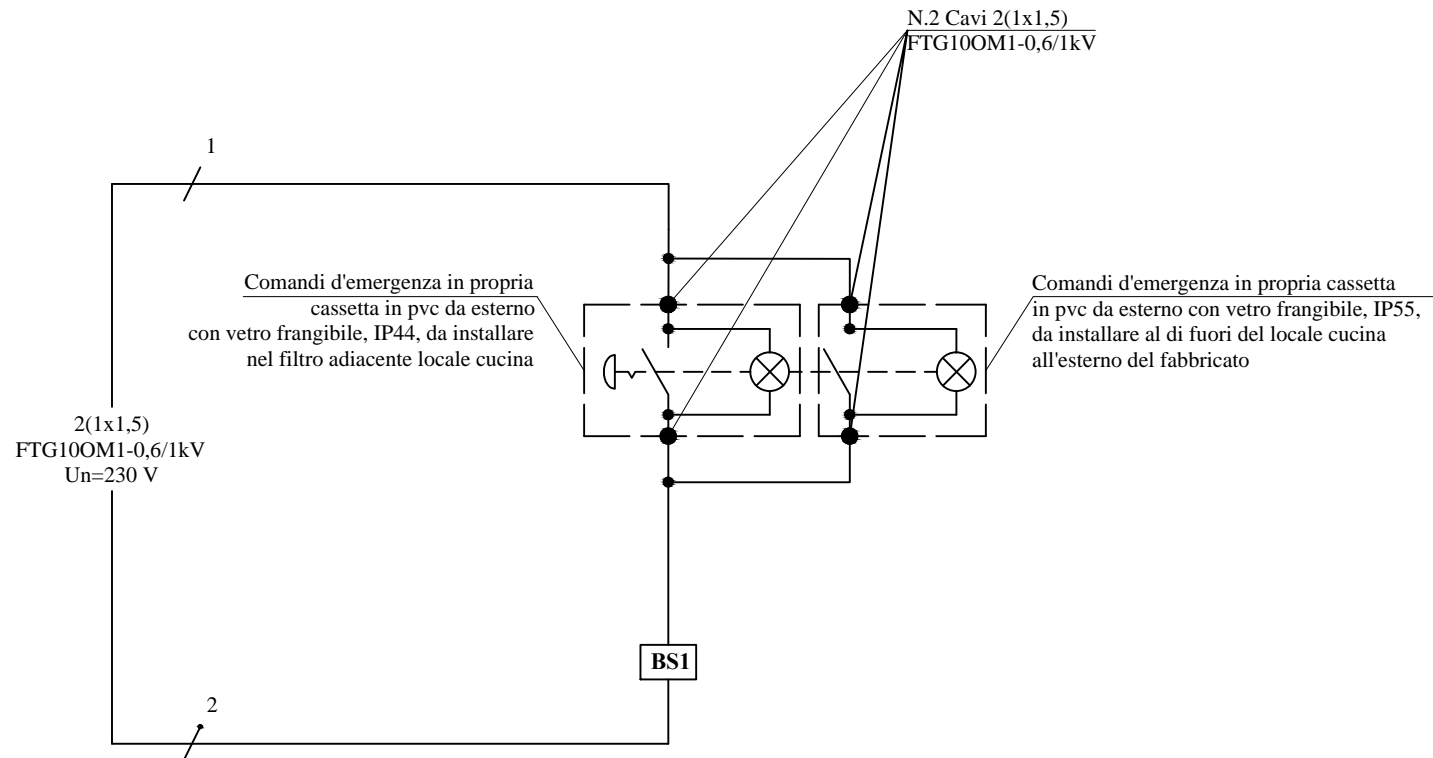 N.2 Cavi 2(1x1,5)
FTG10OM1-0,6/1kV
1
Comandi d'emergenza in propria
cassetta in pvc da esterno
con vetro frangibile, IP44, da installare
nel filtro adiacente locale cucina
Comandi d'emergenza in propria cassetta
in pvc da esterno con vetro frangibile, IP55,
da installare al di fuori del locale cucina
all'esterno del fabbricato
2(1x1,5)
FTG10OM1-0,6/1kV
Un=230 V
BS1
2